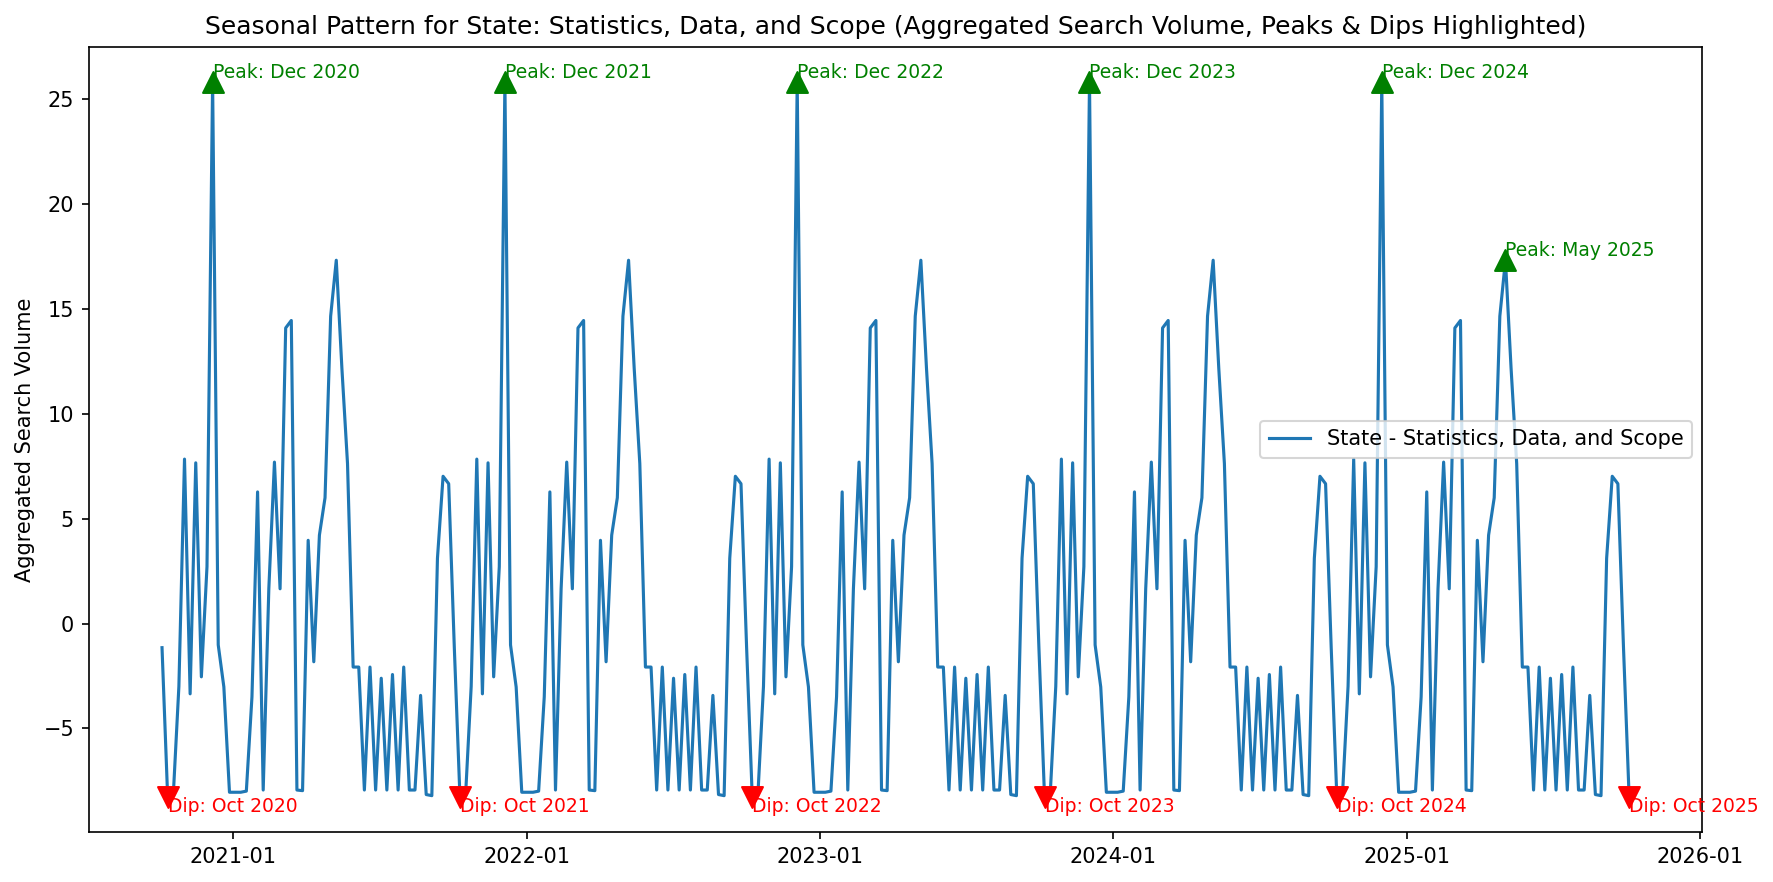 Seasonal Pattern for State: Statistics, Data, and Scope (Aggregated Search Volume, Peaks & Dips Highlighted)
Peak: Dec 2020
Peak: Dec 2021
Peak: Dec 2022
Peak: Dec 2023
Peak: Dec 2024
Peak: May 2025
State - Statistics, Data, and Scope
Aggregated Search Volume
25
20
15
10
5
0
−5
Dip: Oct 2020
Dip: Oct 2021
Dip: Oct 2022
Dip: Oct 2023
Dip: Oct 2024
Dip: Oct 2025
2021-01
2022-01
2023-01
2024-01
2025-01
2026-01